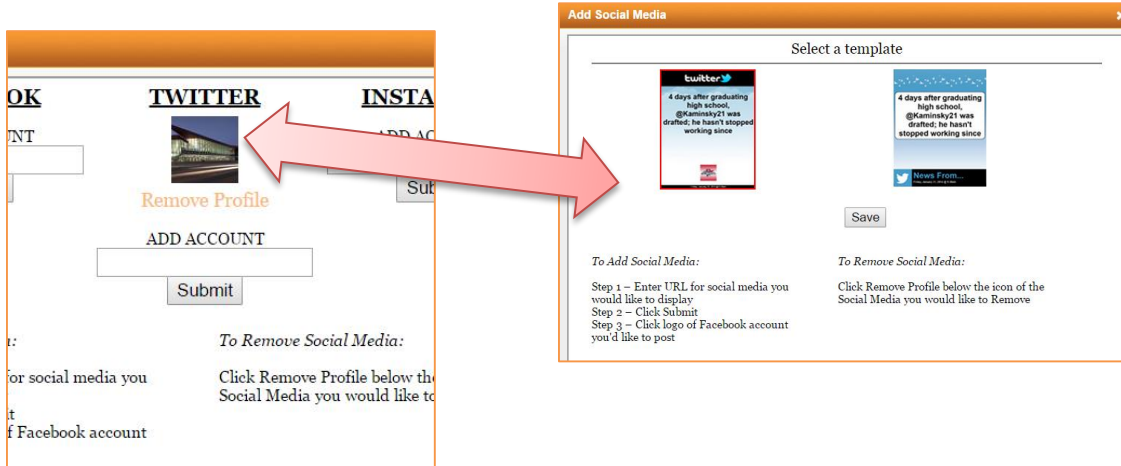 OK
TWITTER
INSTA
NT
ADD AC
Sub
Remove Profile
ADD ACCOUNT
Submit
To Remove Social Media:
for social media you
Click Remove Profile below the
Social Media you would like to
t
f Facebook account
Add Social Media
Select a template
twitter
4 days after graduating
high school,
@Kaminsky21 was
drafted; he hasn't stopped
working since
4 days after graduating
high school,
@Kaminsky21 was
drafted; he hasn't
stopped working since
News From...
Save
To Add Social Media:
Step 1 – Enter URL for social media you
would like to display
Step 2 – Click Submit
Step 3 – Click logo of Facebook account
you'd like to post
To Remove Social Media:
Click Remove Profile below the icon of the
Social Media you would like to Remove